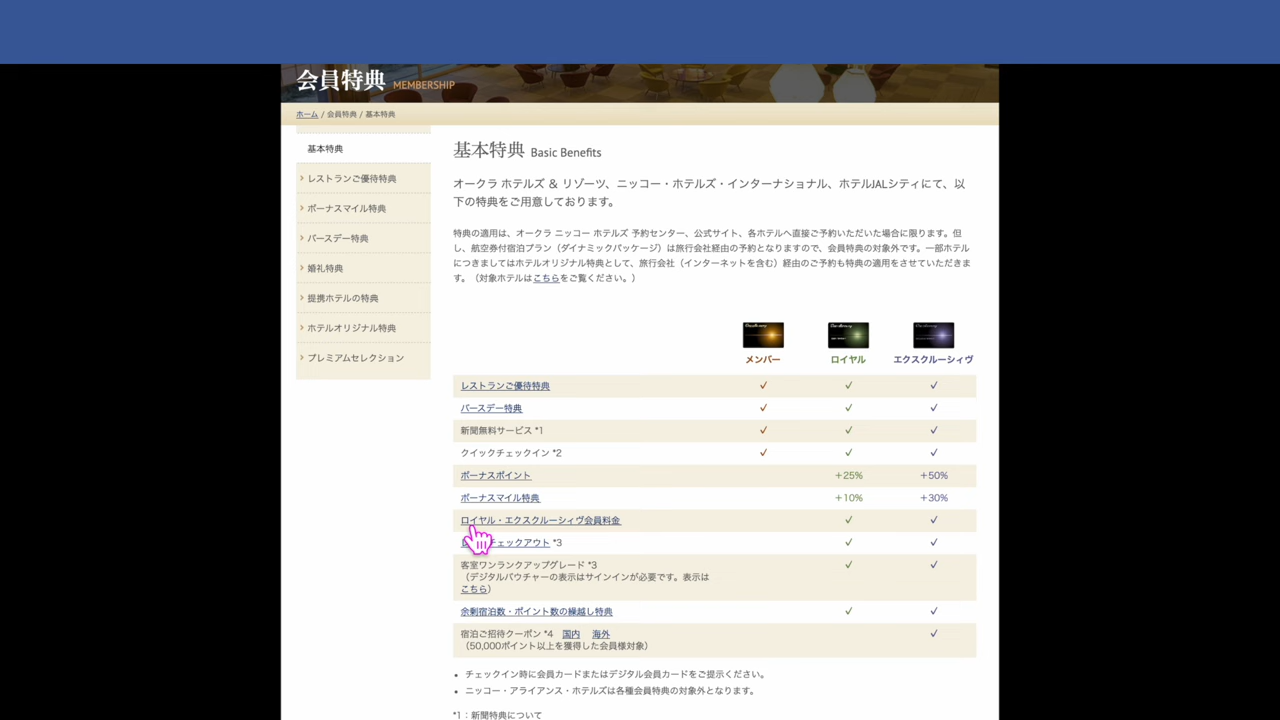 会員特典 MEMBERSHIP
ホーム / 会員特典 / 基本特典
基本特典
レストランご優待特典
ボーナスマイル特典
バースデー特典
婚礼特典
提携ホテルの特典
ホテルオリジナル特典
プレミアムセレクション
基本特典 Basic Benefits
オークラ ホテルズ ＆ リゾーツ、ニッコー・ホテルズ・インターナショナル、ホテルJALシティにて、以
下の特典をご用意しております。
特典の適用は、オークラ ニッコー ホテルズ 予約センター、公式サイト、各ホテルへ直接ご予約いただいた場合に限ります。但
し、航空券付宿泊プラン（ダイナミックパッケージ）は旅行会社経由の予約となりますので、会員特典の対象外です。一部ホテル
につきましてはホテルオリジナル特典として、旅行会社（インターネットを含む）経由のご予約も特典の適用をさせていただきま
す。（対象ホテルはこちらをご覧ください。）
メンバー ロイヤル エクスクルーシィヴ
レストランご優待特典 ✓ ✓ ✓
バースデー特典 ✓ ✓ ✓
新聞無料サービス *1 ✓ ✓ ✓
クイックチェックイン *2 ✓ ✓ ✓
ボーナスポイント +25% +50%
ボーナスマイル特典 +10% +30%
ロイヤル・エクスクルーシィヴ会員料金 ✓ ✓
チェックアウト *3 ✓ ✓
客室ワンランクアップグレード *3 ✓ ✓
（デジタルバウチャーの表示はサインインが必要です。表示は
こちら）
余剰宿泊数・ポイント数の繰越し特典 ✓ ✓
宿泊ご招待クーポン *4 国内 海外 ✓
（50,000ポイント以上を獲得した会員様対象）
• チェックイン時に会員カードまたはデジタル会員カードをご提示ください。
• ニッコー・アライアンス・ホテルズは各種会員特典の対象外となります。
*1：新聞特典について